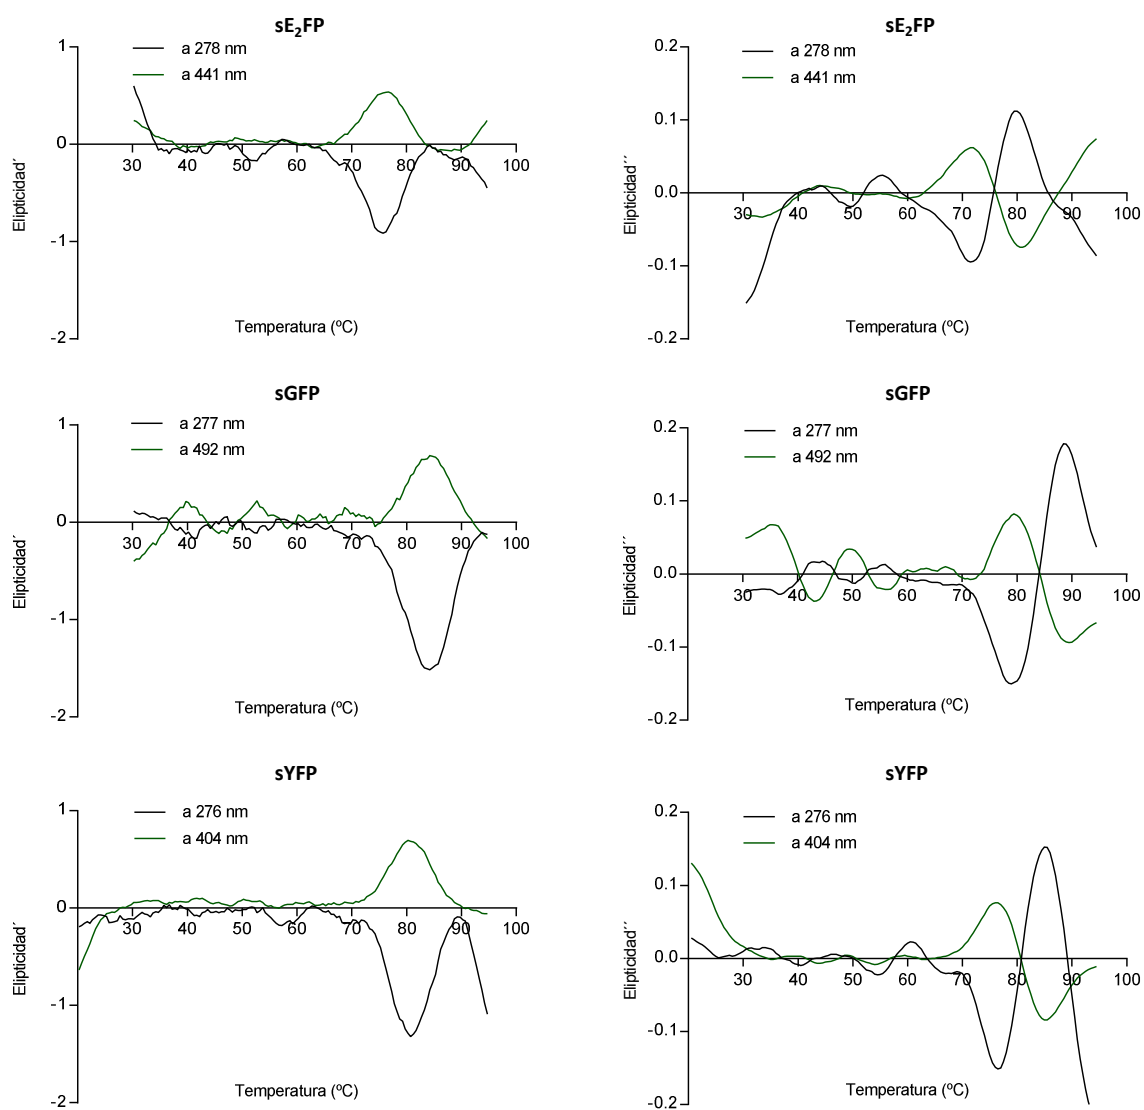 sE₂FP
a 278 nm
a 441 nm
1
0
-1
-2
30 40 50 60 70 80 90 100
Elipticidad´
Temperatura (ºC)
sE₂FP
a 278 nm
a 441 nm
0.2
0.1
0.0
-0.1
-0.2
30 40 50 60 70 80 90 100
Elipticidad´´
Temperatura (ºC)
sGFP
a 277 nm
a 492 nm
1
0
-1
-2
30 40 50 60 70 80 90 100
Elipticidad´
Temperatura (ºC)
sGFP
a 277 nm
a 492 nm
0.2
0.1
0.0
-0.1
-0.2
30 40 50 60 70 80 90 100
Elipticidad´´
Temperatura (ºC)
sYFP
a 276 nm
a 404 nm
1
0
-1
-2
30 40 50 60 70 80 90 100
Elipticidad´
Temperatura (ºC)
sYFP
a 276 nm
a 404 nm
0.2
0.1
0.0
-0.1
-0.2
30 40 50 60 70 80 90 100
Elipticidad´´
Temperatura (ºC)